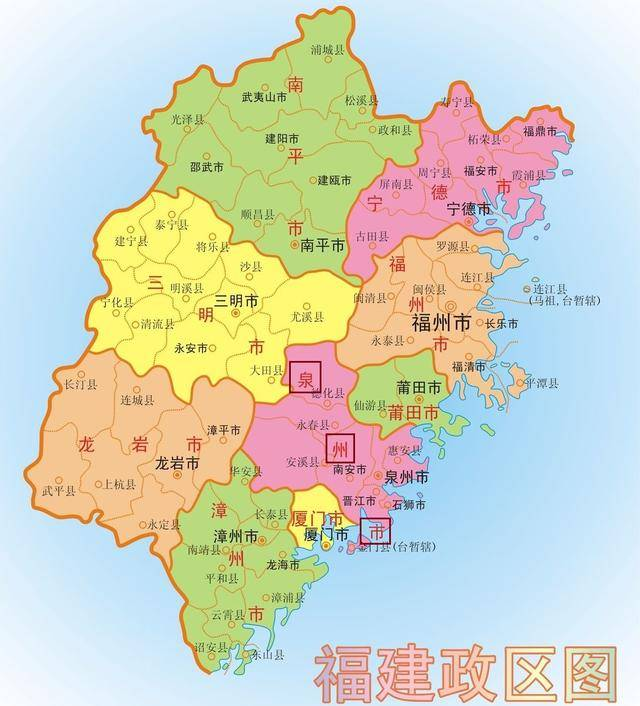 浦城县
南
武夷山市
松溪县
寿宁县
光泽县
政和县
柘荣县
福鼎市
建阳市
平
邵武市
建瓯市
周宁县
福安市
霞浦县
屏南县
宁
德
市
宁德市
顺昌县
市
南平市
古田县
泰宁县
建宁县
将乐县
罗源县
福
沙县
三
明溪县
闽清县
闽侯县
连江县
连江县
(马祖,台暂辖)
宁化县
三明市
州
清流县
明
尤溪县
福州市
长乐市
永安市
市
永泰县
市
福清市
大田县
泉
平潭县
长汀县
连城县
德化县
莆田市
仙游县
莆田市
漳平市
永春县
龙
岩
市
州
惠安县
龙岩市
安溪县
南安市
泉州市
华安县
武平县
上杭县
晋江市
石狮市
漳
长泰县
厦门市
永定县
漳州市
厦门市
市
南靖县
州
金门县(台暂辖)
龙海市
平和县
漳浦县
云霄县
市
诏安县
东山县
福建政区图